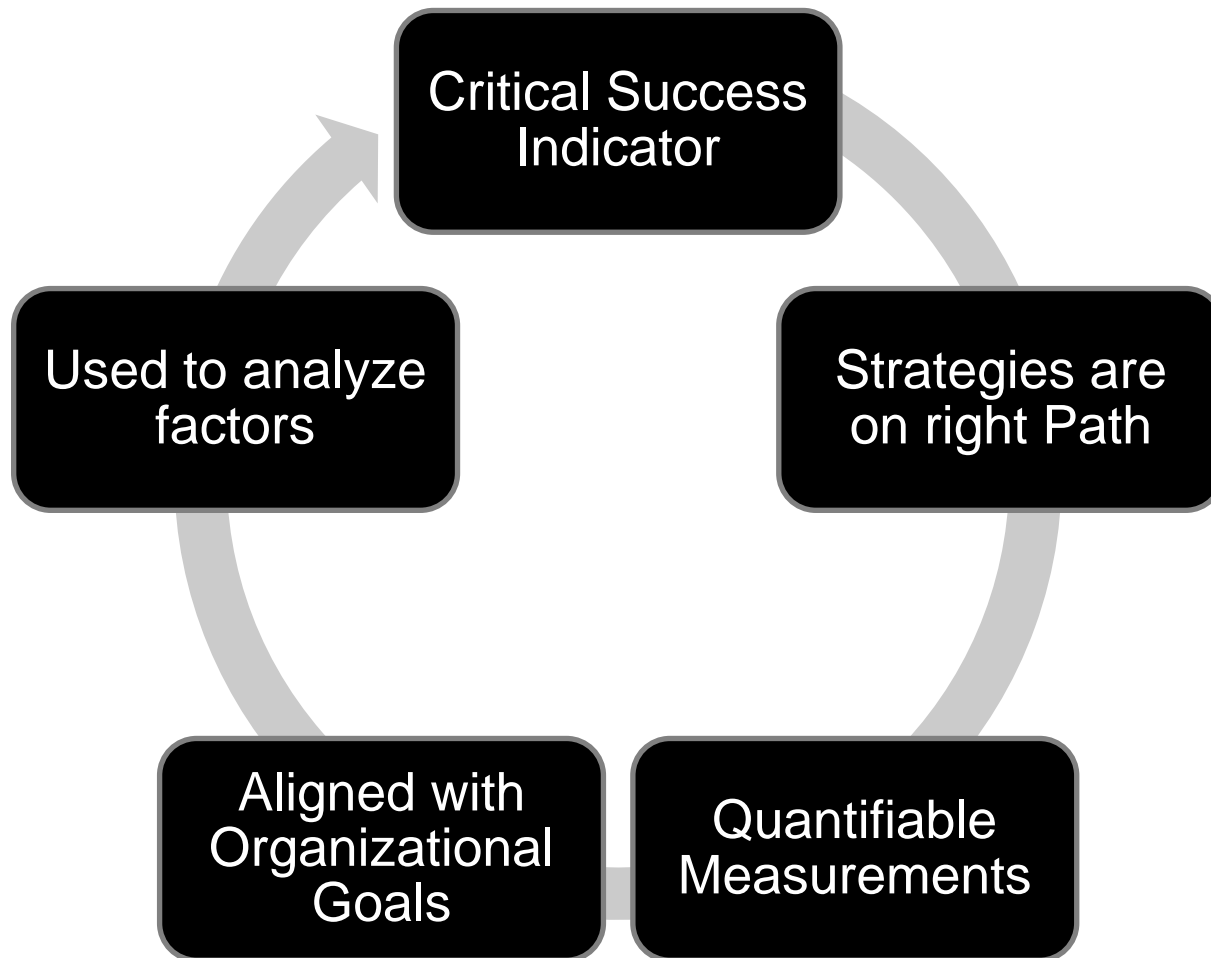 Critical Success
Indicator
Used to analyze
factors
Strategies are
on right Path
Aligned with
Organizational
Goals
Quantifiable
Measurements